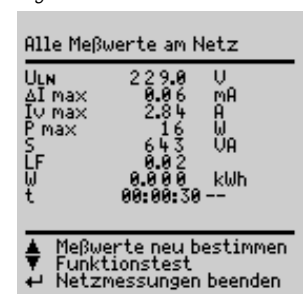 Alle Meßwerte am Netz
ULN 229.0 V
ΔI max 0.06 mA
Iv max 2.84 A
P max 16 W
S 643 VA
LF 0.02
W 0.000 kWh
t 00:00:30 --
▲ Meßwerte neu bestimmen
▼ Funktionstest
↵ Netzmessungen beenden